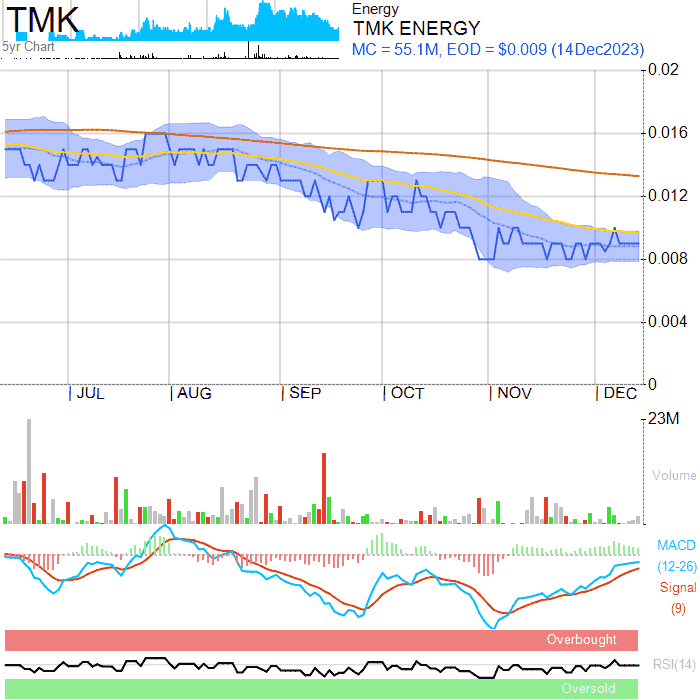 TMK
5yr Chart
Energy
TMK ENERGY
MC = 55.1M, EOD = $0.009 (14Dec2023)
0.02
0.016
0.012
0.008
0.004
0
JUL AUG SEP OCT NOV DEC
23M
Volume
MACD
(12-26)
Signal
(9)
Overbought
RSI(14)
Oversold